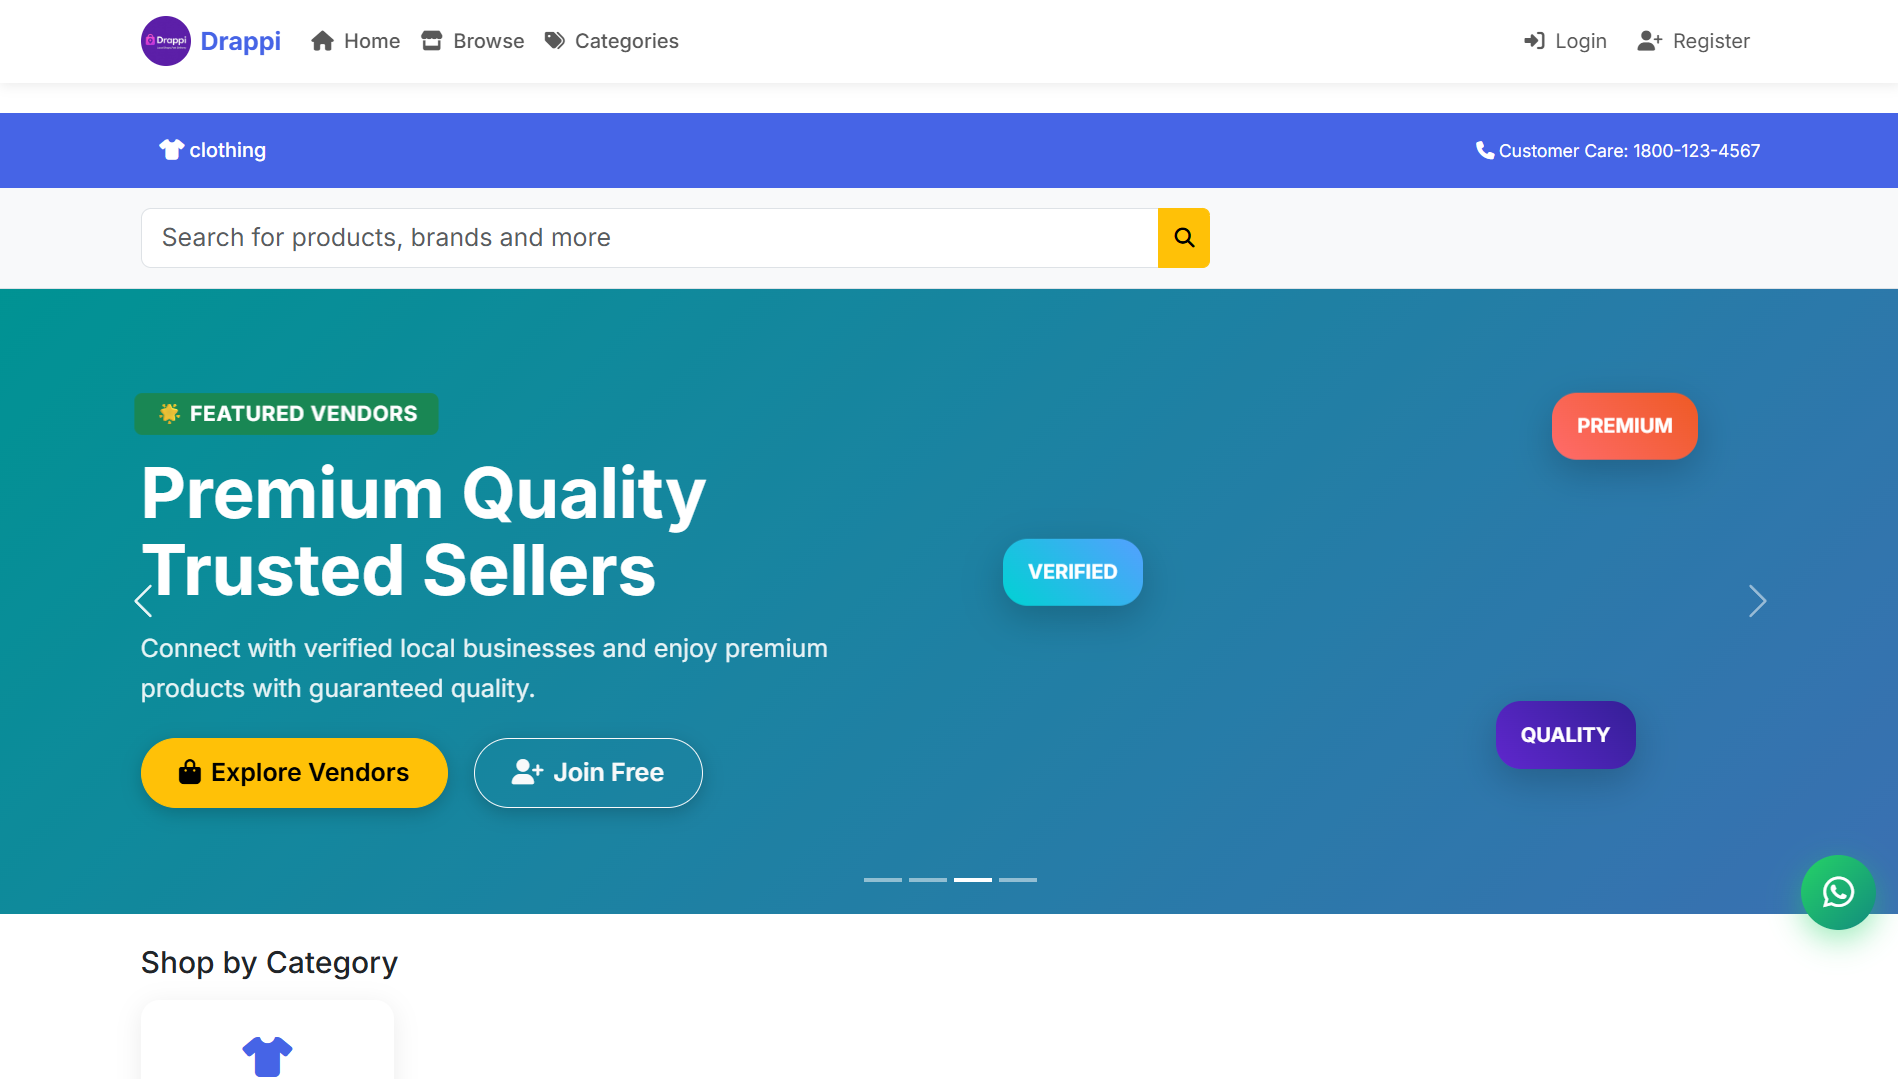 Drappi
Drappi
Home
Browse
Categories
Login
Register
clothing
Customer Care: 1800-123-4567
Search for products, brands and more
FEATURED VENDORS
Premium Quality
Trusted Sellers
Connect with verified local businesses and enjoy premium
products with guaranteed quality.
Explore Vendors
Join Free
PREMIUM
VERIFIED
QUALITY
Shop by Category